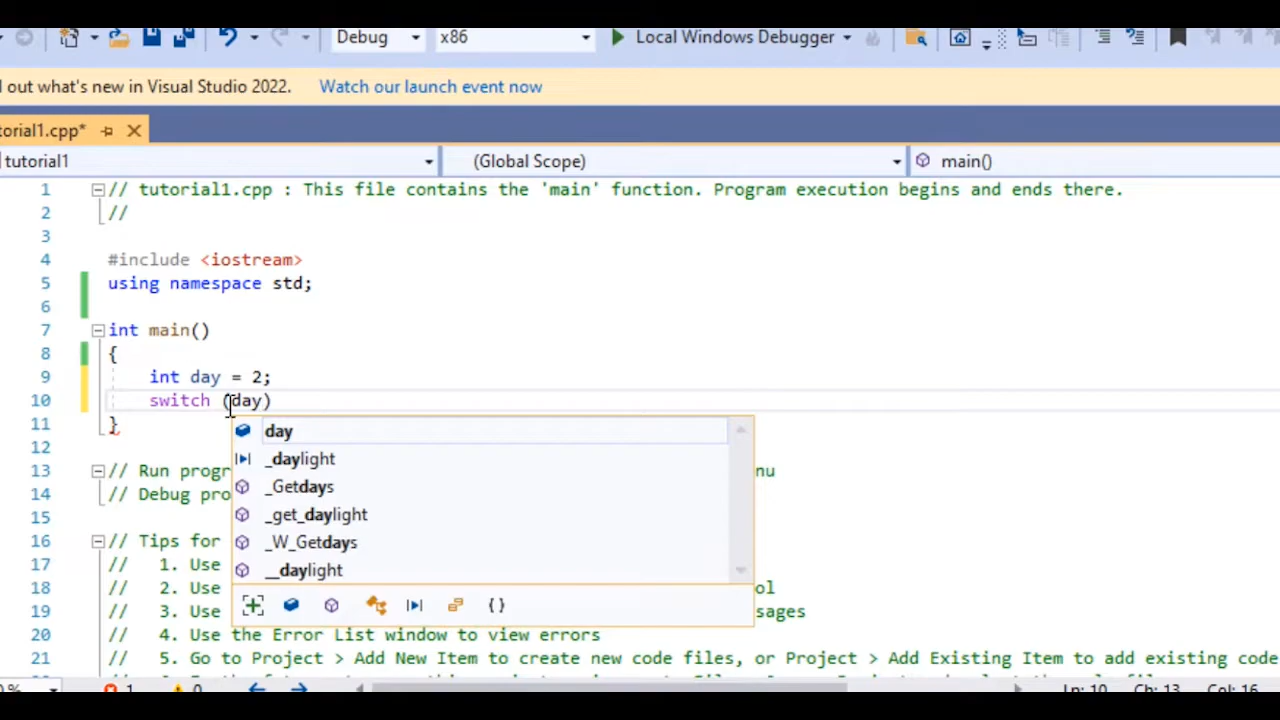 Debug x86 Local Windows Debugger
out what's new in Visual Studio 2022. Watch our launch event now
torial1.cpp*
tutorial1 (Global Scope) main()
1 // tutorial1.cpp : This file contains the 'main' function. Program execution begins and ends there.
2 //
3
4 #include <iostream>
5 using namespace std;
6
7 int main()
8 {
9 int day = 2;
10 switch (day)
11 }
12
13 // Run progr nu
14 // Debug pro
15
16 // Tips for
17 // 1. Use
18 // 2. Use ol
19 // 3. Use sages
20 // 4. Use the Error List window to view errors
21 // 5. Go to Project > Add New Item to create new code files, or Project > Add Existing Item to add existing code
day
_daylight
_Getdays
_get_daylight
_W_Getdays
__daylight
{ }
% 1 0 Ln: 10 Ch: 13 Col: 16